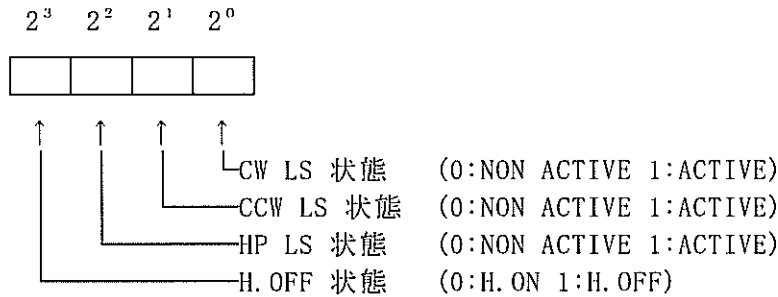 2³ 2² 2¹ 2⁰
CW LS 状態 (0:NON ACTIVE 1:ACTIVE)
CCW LS 状態 (0:NON ACTIVE 1:ACTIVE)
HP LS 状態 (0:NON ACTIVE 1:ACTIVE)
H.OFF 状態 (0:H.ON 1:H.OFF)